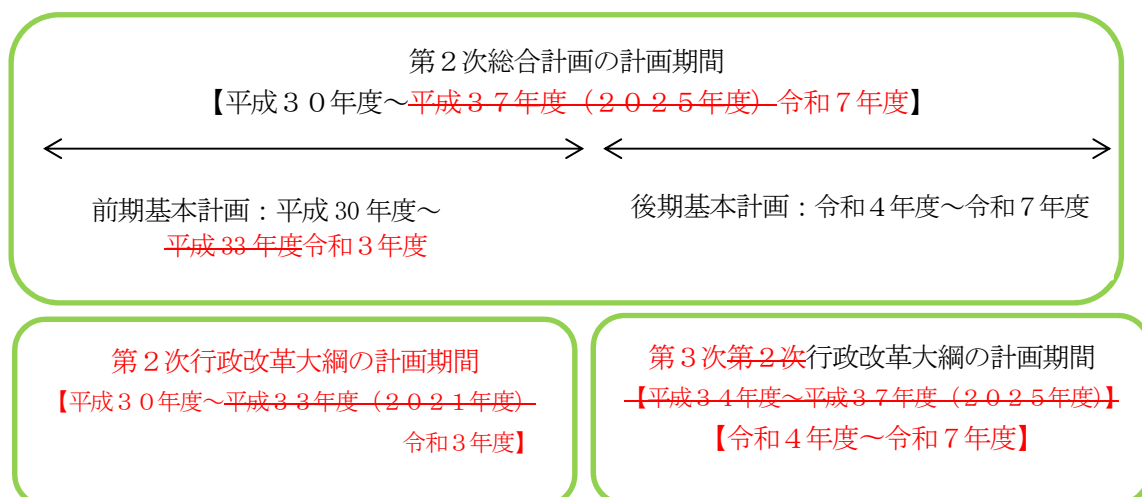 第２次総合計画の計画期間
【平成３０年度～平成３７年度（２０２５年度）令和７年度】
前期基本計画：平成 30 年度～
平成 33 年度令和３年度
後期基本計画：令和４年度～令和７年度
第２次行政改革大綱の計画期間
【平成３０年度～平成３３年度（２０２１年度）
令和３年度】
第３次第２次行政改革大綱の計画期間
【平成３４年度～平成３７年度（２０２５年度）】
【令和４年度～令和７年度】